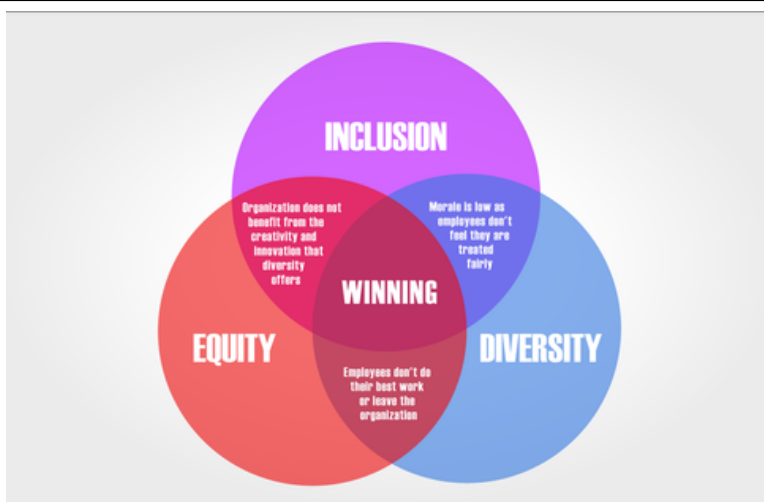 INCLUSION
Organization does not
benefit from the
creativity and
innovation that
diversity
offers
Morale is low as
employees don't
feel they are
treated
fairly
WINNING
EQUITY
DIVERSITY
Employees don't do
their best work
or leave the
organization